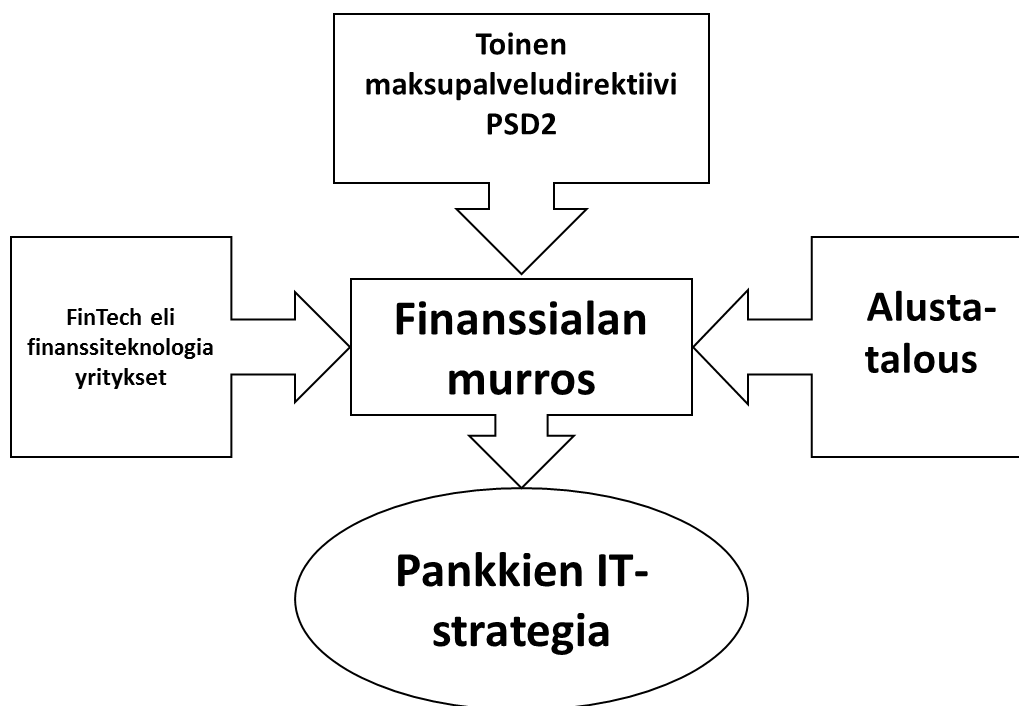 Toinen
maksupalveludirektiivi
PSD2
FinTech eli
finanssiteknologia
yritykset
Finanssialan
murros
Alusta-
talous
Pankkien IT-
strategia